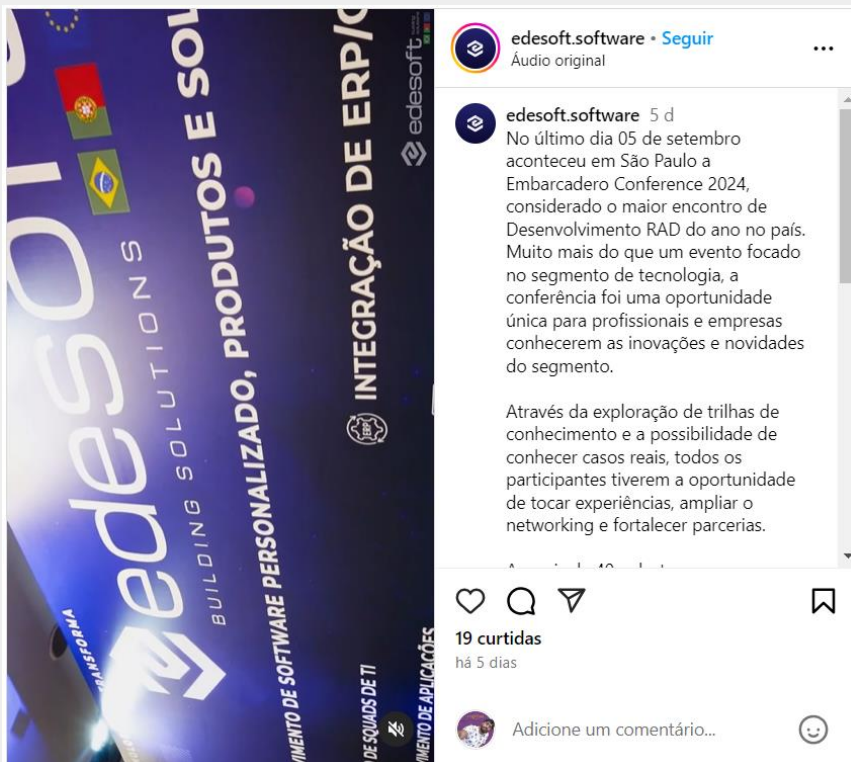 edesoft
BUILDING SOLUTIONS
DE SOFTWARE PERSONALIZADO, PRODUTOS E
INTEGRAÇÃO DE
ERP
DE SQUADS DE TI
DE APLICAÇÕES
edesoft
edesoft.software • Seguir
Áudio original
edesoft.software 5 d
No último dia 05 de setembro
aconteceu em São Paulo a
Embarcadero Conference 2024,
considerado o maior encontro de
Desenvolvimento RAD do ano no país.
Muito mais do que um evento focado
no segmento de tecnologia, a
conferência foi uma oportunidade
única para profissionais e empresas
conhecerem as inovações e novidades
do segmento.
Através da exploração de trilhas de
conhecimento e a possibilidade de
conhecer casos reais, todos os
participantes tiverem a oportunidade
de tocar experiências, ampliar o
networking e fortalecer parcerias.
19 curtidas
há 5 dias
Adicione um comentário...